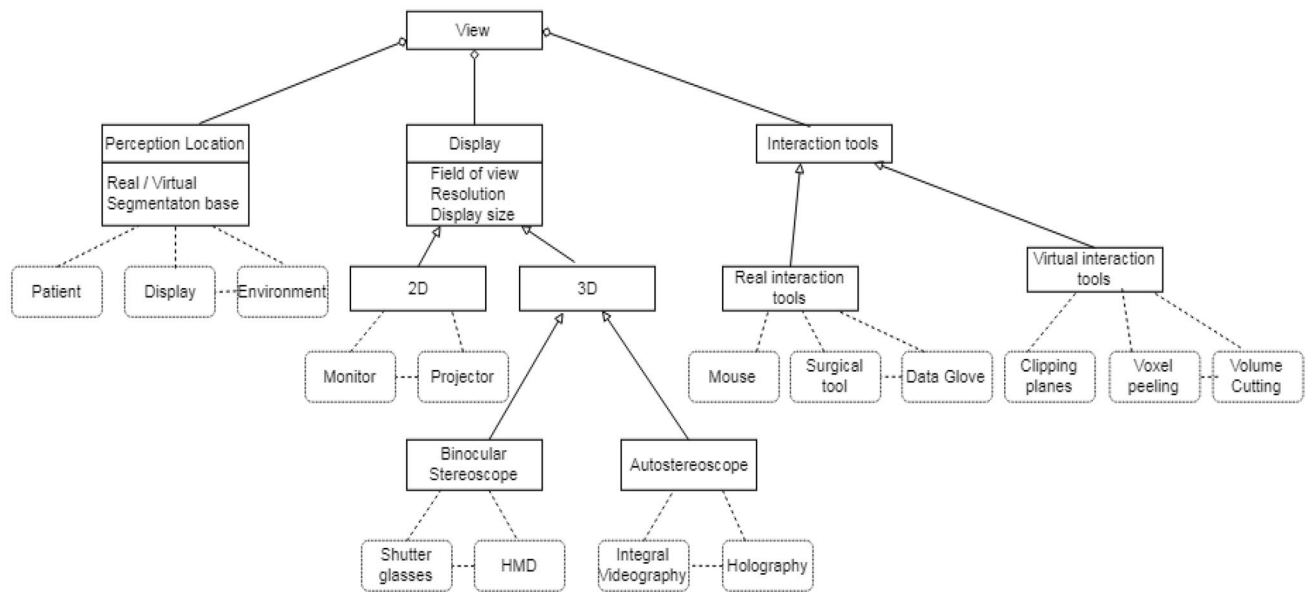 View
Perception Location
Real / Virtual
Segmentaton base
Display
Field of view
Resolution
Display size
Interaction tools
Patient
Display
Environment
2D
3D
Real interaction
tools
Virtual interaction
tools
Monitor
Projector
Mouse
Surgical
tool
Data Glove
Clipping
planes
Voxel
peeling
Volume
Cutting
Binocular
Stereoscope
Autostereoscope
Shutter
glasses
HMD
Integral
Videography
Holography